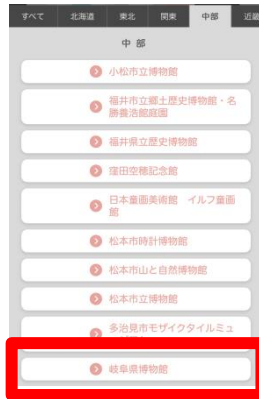 すべて 北海道 東北 関東 中部
中部
小松市立博物館
福井市立郷土歴史博物館・名
勝養浩館庭園
福井県立歴史博物館
窪田空穂記念館
日本童画美術館 イルフ童画
館
松本市時計博物館
松本市山と自然博物館
松本市立博物館
多治見市モザイクタイルミュ
岐阜県博物館